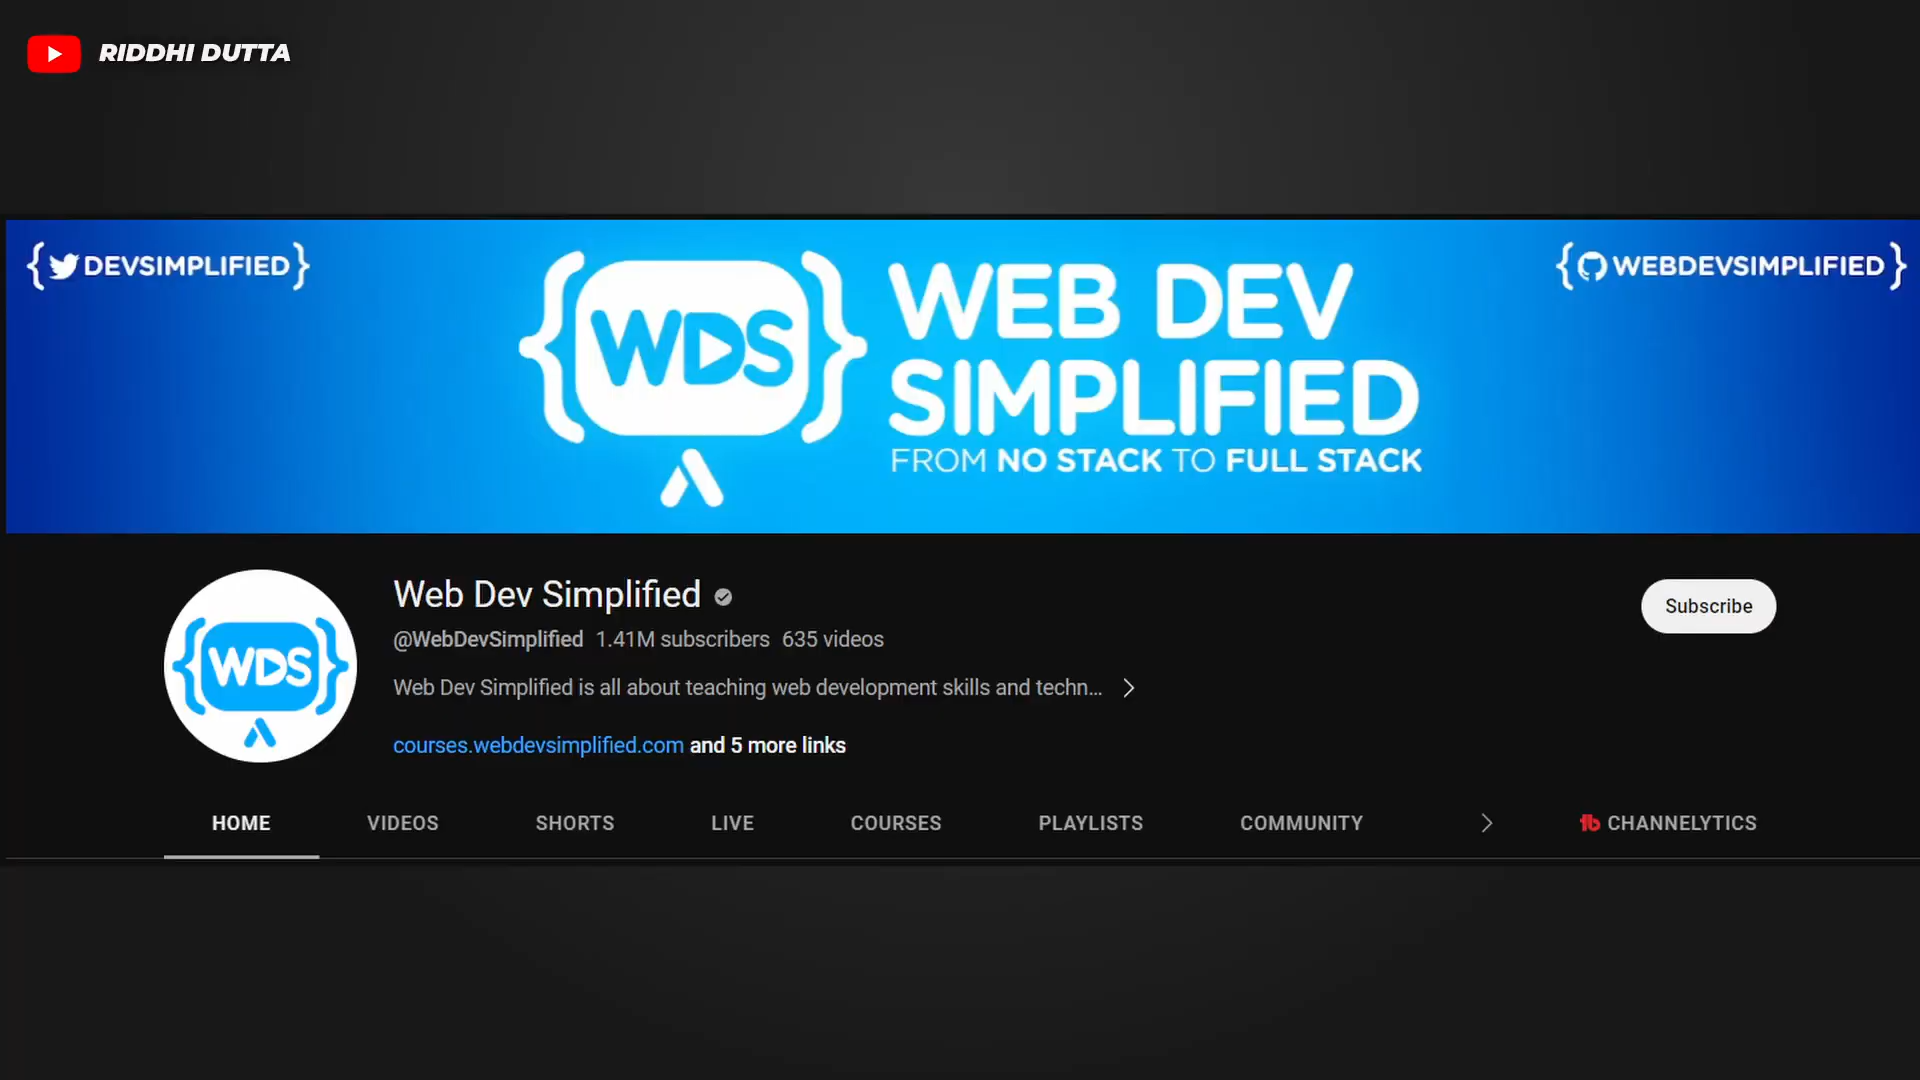 RIDDHI DUTTA
{DEVSIMPLIFIED}
{WDS}
WEB DEV
SIMPLIFIED
FROM NO STACK TO FULL STACK
{WEBDEVSIMPLIFIED}
{WDS}
Web Dev Simplified
@WebDevSimplified 1.41M subscribers 635 videos
Web Dev Simplified is all about teaching web development skills and techn...
courses.webdevsimplified.com and 5 more links
Subscribe
HOME VIDEOS SHORTS LIVE COURSES PLAYLISTS COMMUNITY tb CHANNELYTICS